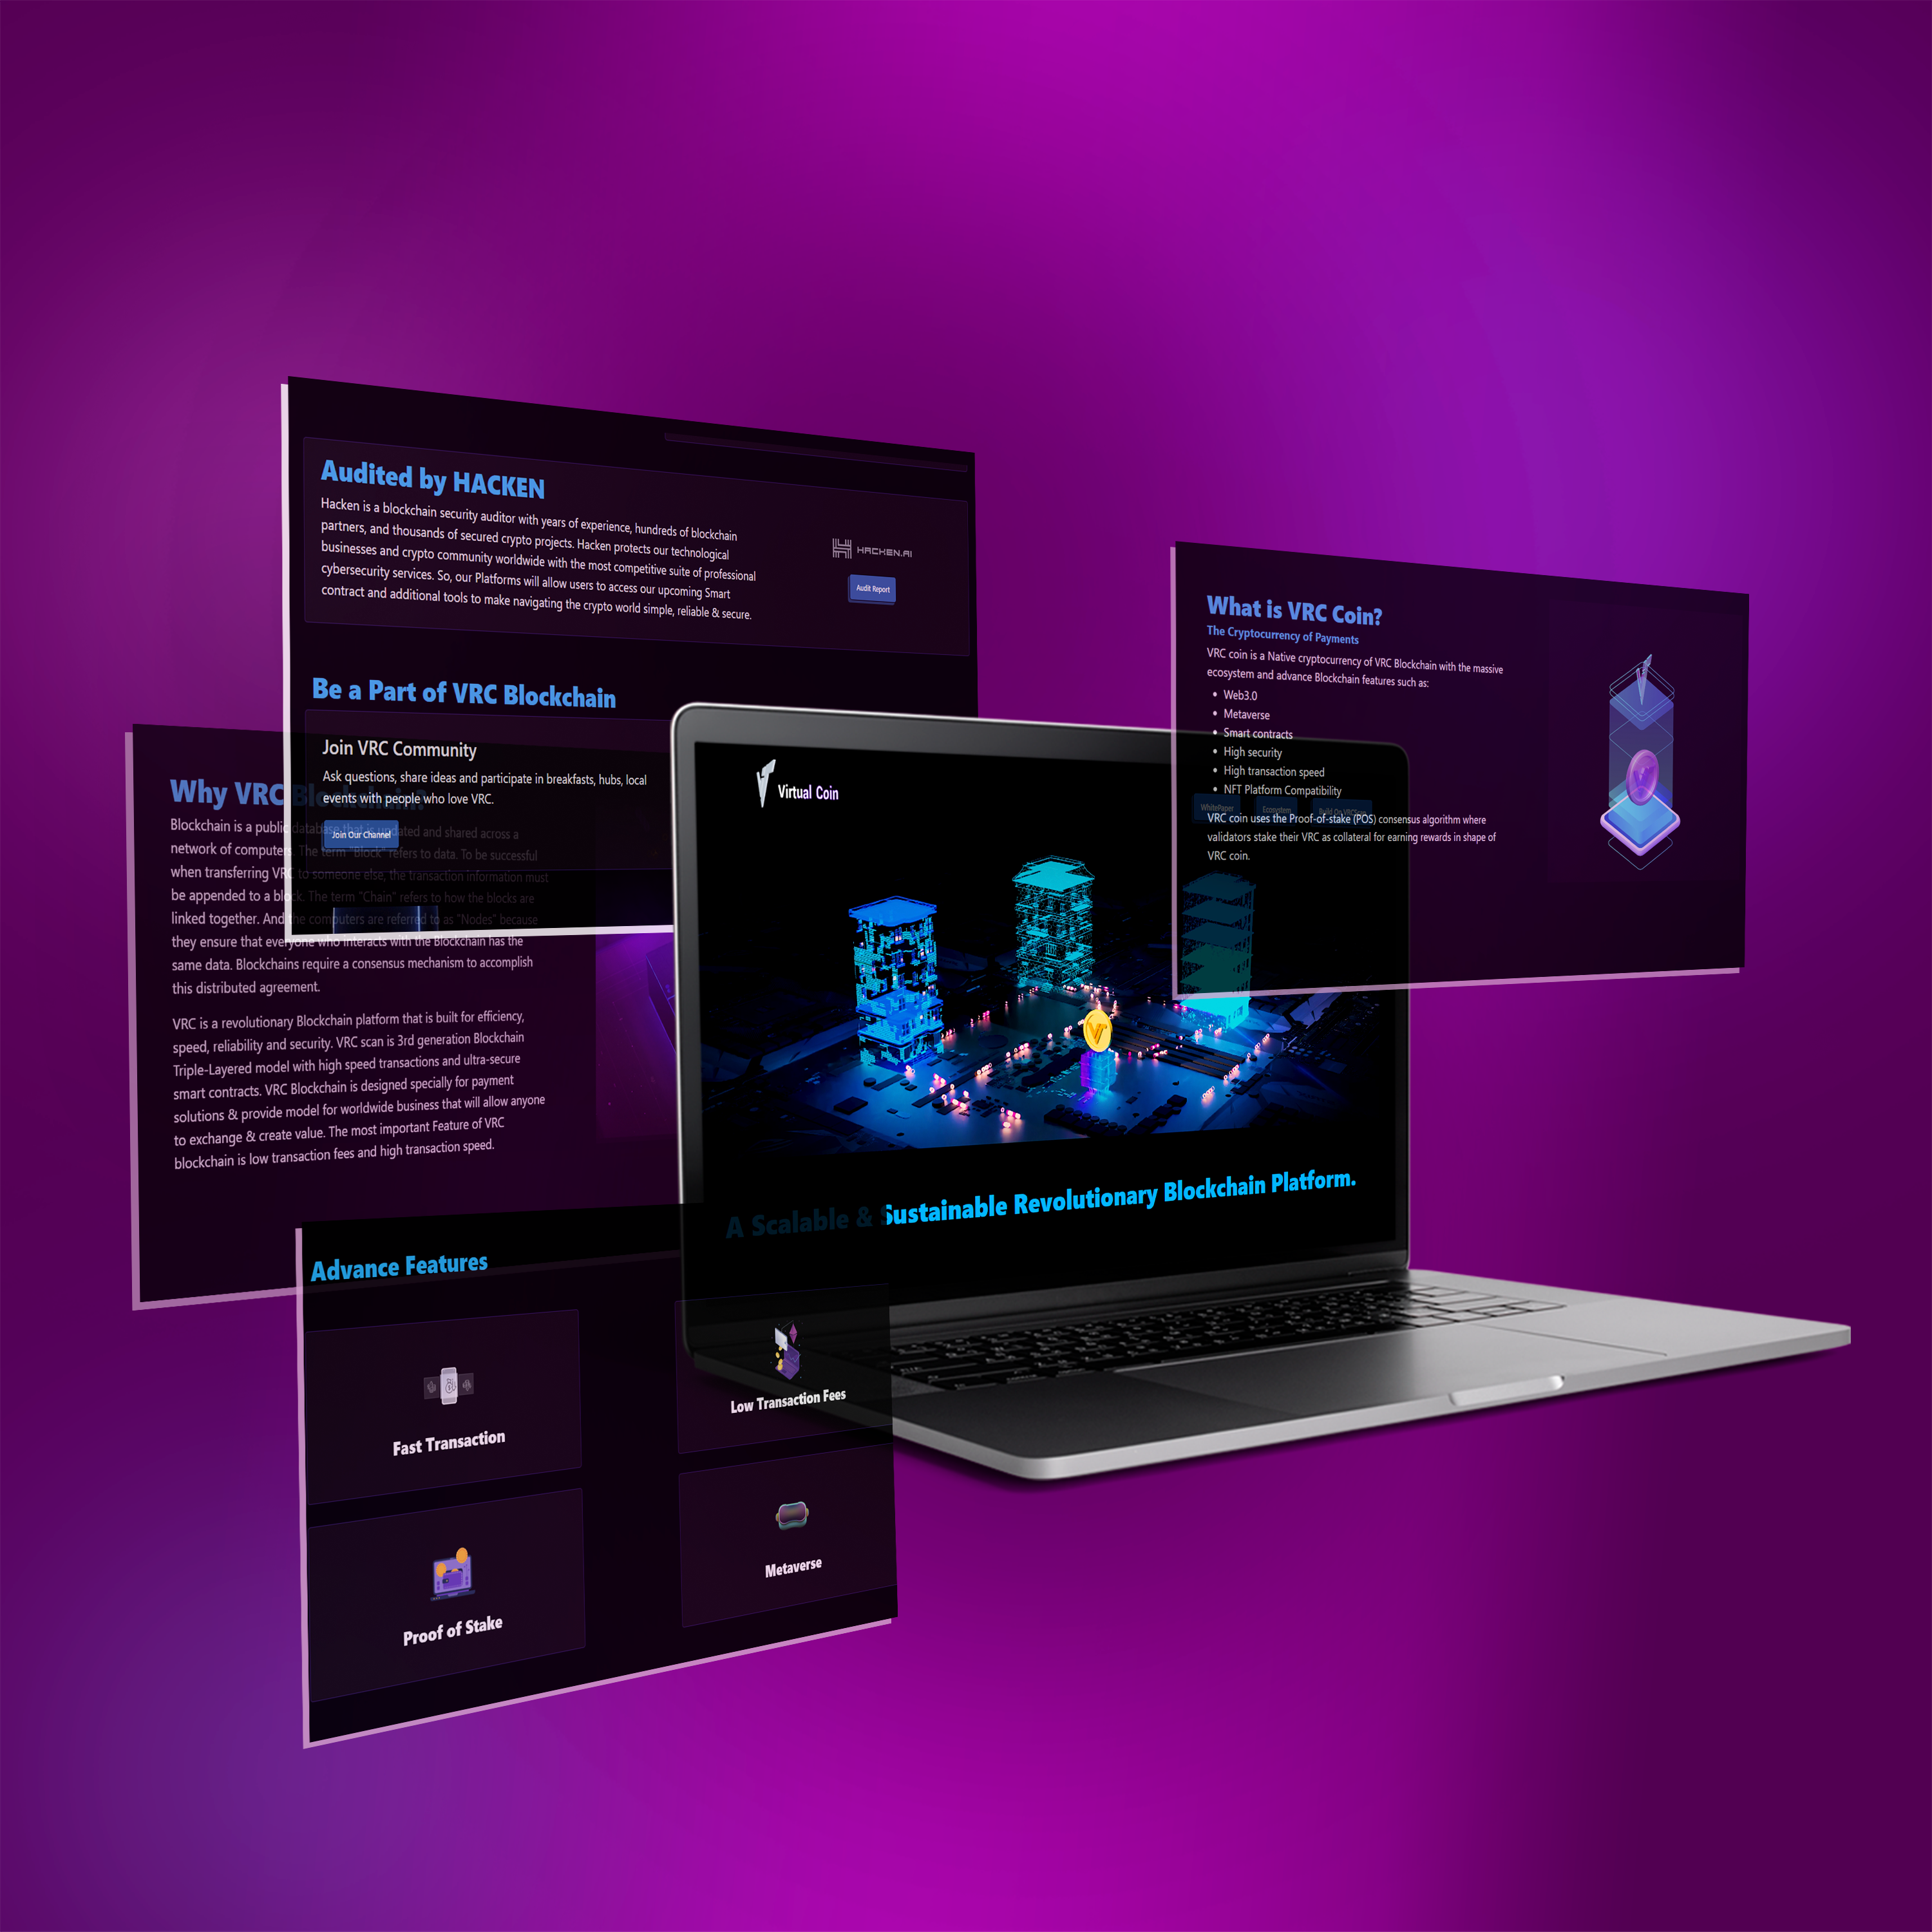 Audited by HACKEN
Hacken is a blockchain security auditor with years of experience, hundreds of blockchain
partners, and thousands of secured crypto projects. Hacken protects our technological
businesses and crypto community worldwide with the most competitive suite of professional
cybersecurity services. So, our Platforms will allow users to access our upcoming Smart
contract and additional tools to make navigating the crypto world simple, reliable & secure.
HACKEN.AI
Audit Report
Be a Part of VRC Blockchain
Join VRC Community
Ask questions, share ideas and participate in breakfasts, hubs, local
events with people who love VRC.
Join Our Channel
What is VRC Coin?
The Cryptocurrency of Payments
VRC coin is a Native cryptocurrency of VRC Blockchain with the massive
ecosystem and advance Blockchain features such as:
• Web3.0
• Metaverse
• Smart contracts
• High security
• High transaction speed
• NFT Platform Compatibility
WhitePaper
Ecosystem
Build On VRCScan
VRC coin uses the Proof-of-stake (POS) consensus algorithm where
validators stake their VRC as collateral for earning rewards in shape of
VRC coin.
Why VRC Blockchain?
Blockchain is a public database that is updated and shared across a
network of computers. The term "Block" refers to data. To be successful
when transferring VRC to someone else, the transaction information must
be appended to a block. The term "Chain" refers to how the blocks are
linked together. And the computers are referred to as "Nodes" because
they ensure that everyone who interacts with the Blockchain has the
same data. Blockchains require a consensus mechanism to accomplish
this distributed agreement.
VRC is a revolutionary Blockchain platform that is built for efficiency,
speed, reliability and security. VRC scan is 3rd generation Blockchain
Triple-Layered model with high speed transactions and ultra-secure
smart contracts. VRC Blockchain is designed specially for payment
solutions & provide model for worldwide business that will allow anyone
to exchange & create value. The most important Feature of VRC
blockchain is low transaction fees and high transaction speed.
Virtual Coin
A Scalable & Sustainable Revolutionary Blockchain Platform.
Advance Features
Fast Transaction
Low Transaction Fees
Proof of Stake
Metaverse